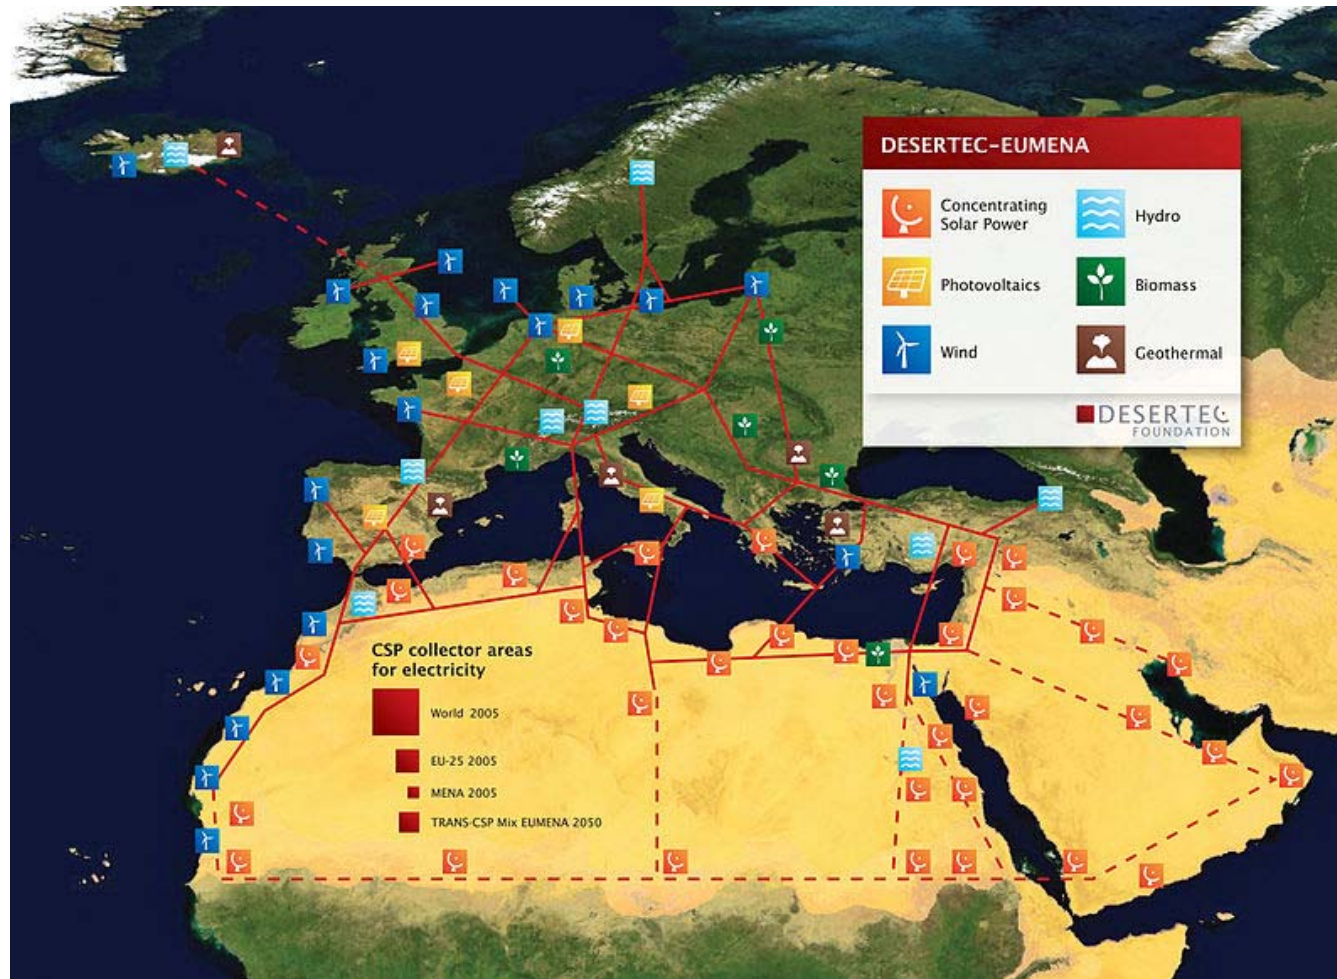 DESERTEC–EUMENA
Concentrating
Solar Power
Hydro
Photovoltaics
Biomass
Wind
Geothermal
DESERTEC
FOUNDATION
CSP collector areas
for electricity
World 2005
EU-25 2005
MENA 2005
TRANS-CSP Mix EUMENA 2050